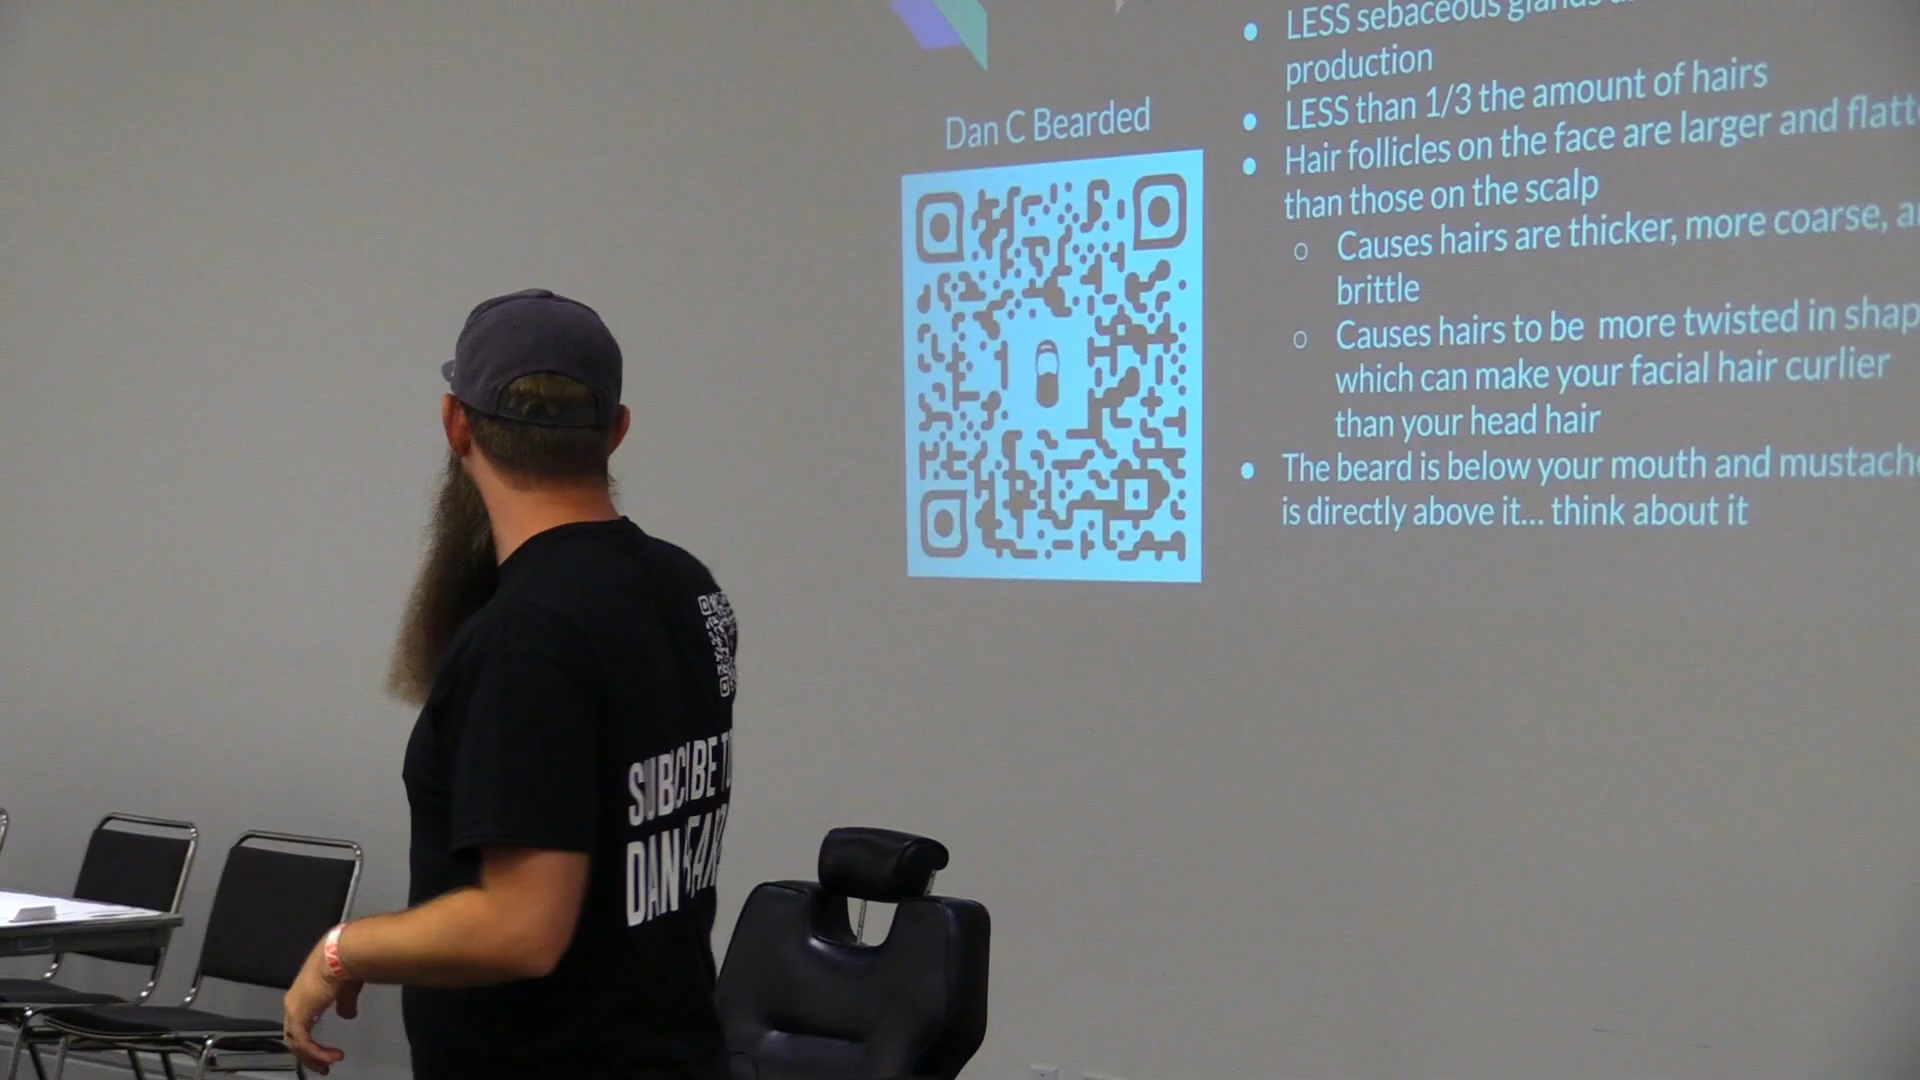 LESS sebaceous glands
production
LESS than 1/3 the amount of hairs
Dan C Bearded
Hair follicles on the face are larger and
than those on the scalp
Causes hairs are thicker, more coarse,
brittle
Causes hairs to be more twisted in
which can make your facial hair curlier
than your head hair
The beard is below your mouth and
is directly above it... think about it
SUBCIBE
DAN